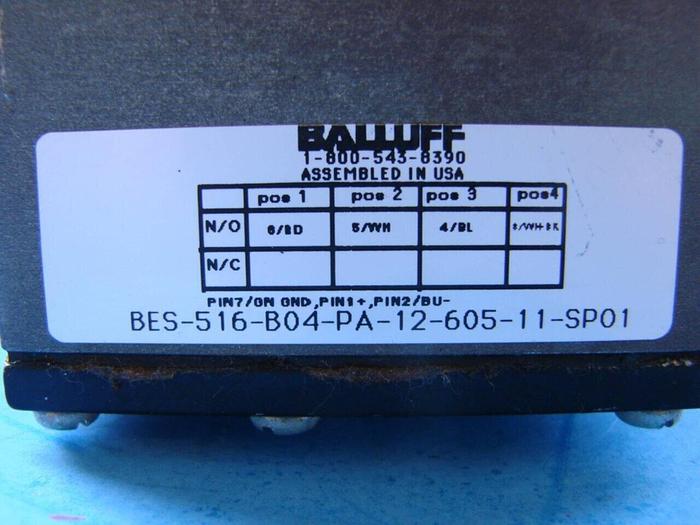 BALLUFF
1-800-543-8390
ASSEMBLED IN USA
pos 1 pos 2 pos 3 pos4
N/O 6/RD 5/WH 4/BL
N/C
PIN7/GN GND,PIN1+,PIN2/BU-
BES-516-B04-PA-12-605-11-SP01